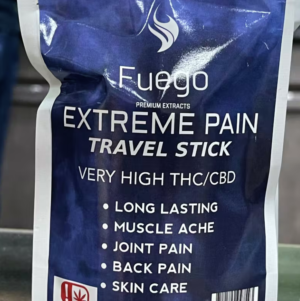 Fuego
PREMIUM EXTRACTS
EXTREME PAIN
TRAVEL STICK
VERY HIGH THC/CBD
• LONG LASTING
• MUSCLE ACHE
• JOINT PAIN
• BACK PAIN
• SKIN CARE